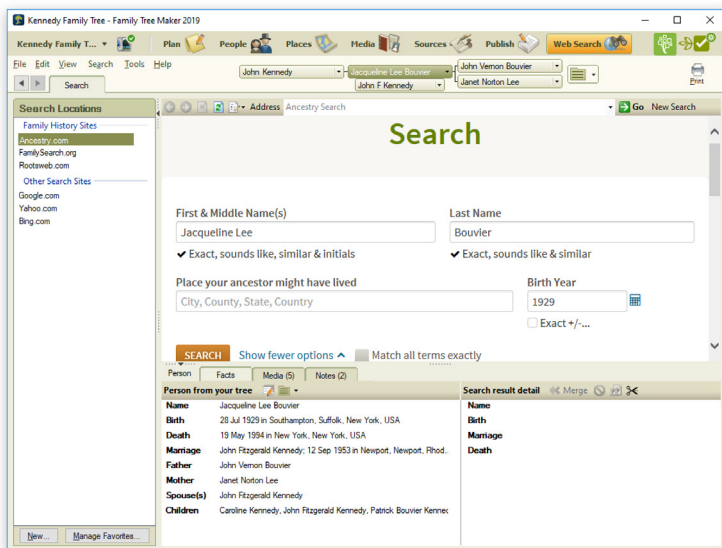 Kennedy Family Tree - Family Tree Maker 2019
Kennedy Family T... Plan People Places Media Sources Publish Web Search
File Edit View Search Tools Help
John Kennedy Jacqueline Lee Bouvier John Vernon Bouvier
John F Kennedy Janet Norton Lee
Print
Search
Search Locations
Family History Sites
Ancestry.com
FamilySearch.org
Rootsweb.com
Other Search Sites
Google.com
Yahoo.com
Bing.com
New... Manage Favorites...
Address Ancestry Search Go New Search
Search
First & Middle Name(s) Last Name
Jacqueline Lee Bouvier
Exact, sounds like, similar & initials Exact, sounds like & similar
Place your ancestor might have lived Birth Year
City, County, State, Country 1929
Exact +/-...
SEARCH Show fewer options Match all terms exactly
Person Facts Media (5) Notes (2)
Person from your tree
Name Jacqueline Lee Bouvier
Birth 28 Jul 1929 in Southampton, Suffolk, New York, USA
Death 19 May 1994 in New York, New York, USA
Marriage John Fitzgerald Kennedy; 12 Sep 1953 in Newport, Newport, Rhod...
Father John Vernon Bouvier
Mother Janet Norton Lee
Spouse(s) John Fitzgerald Kennedy
Children Caroline Kennedy, John Fitzgerald Kennedy, Patrick Bouvier Kenned
Search result detail Merge
Name
Birth
Marriage
Death